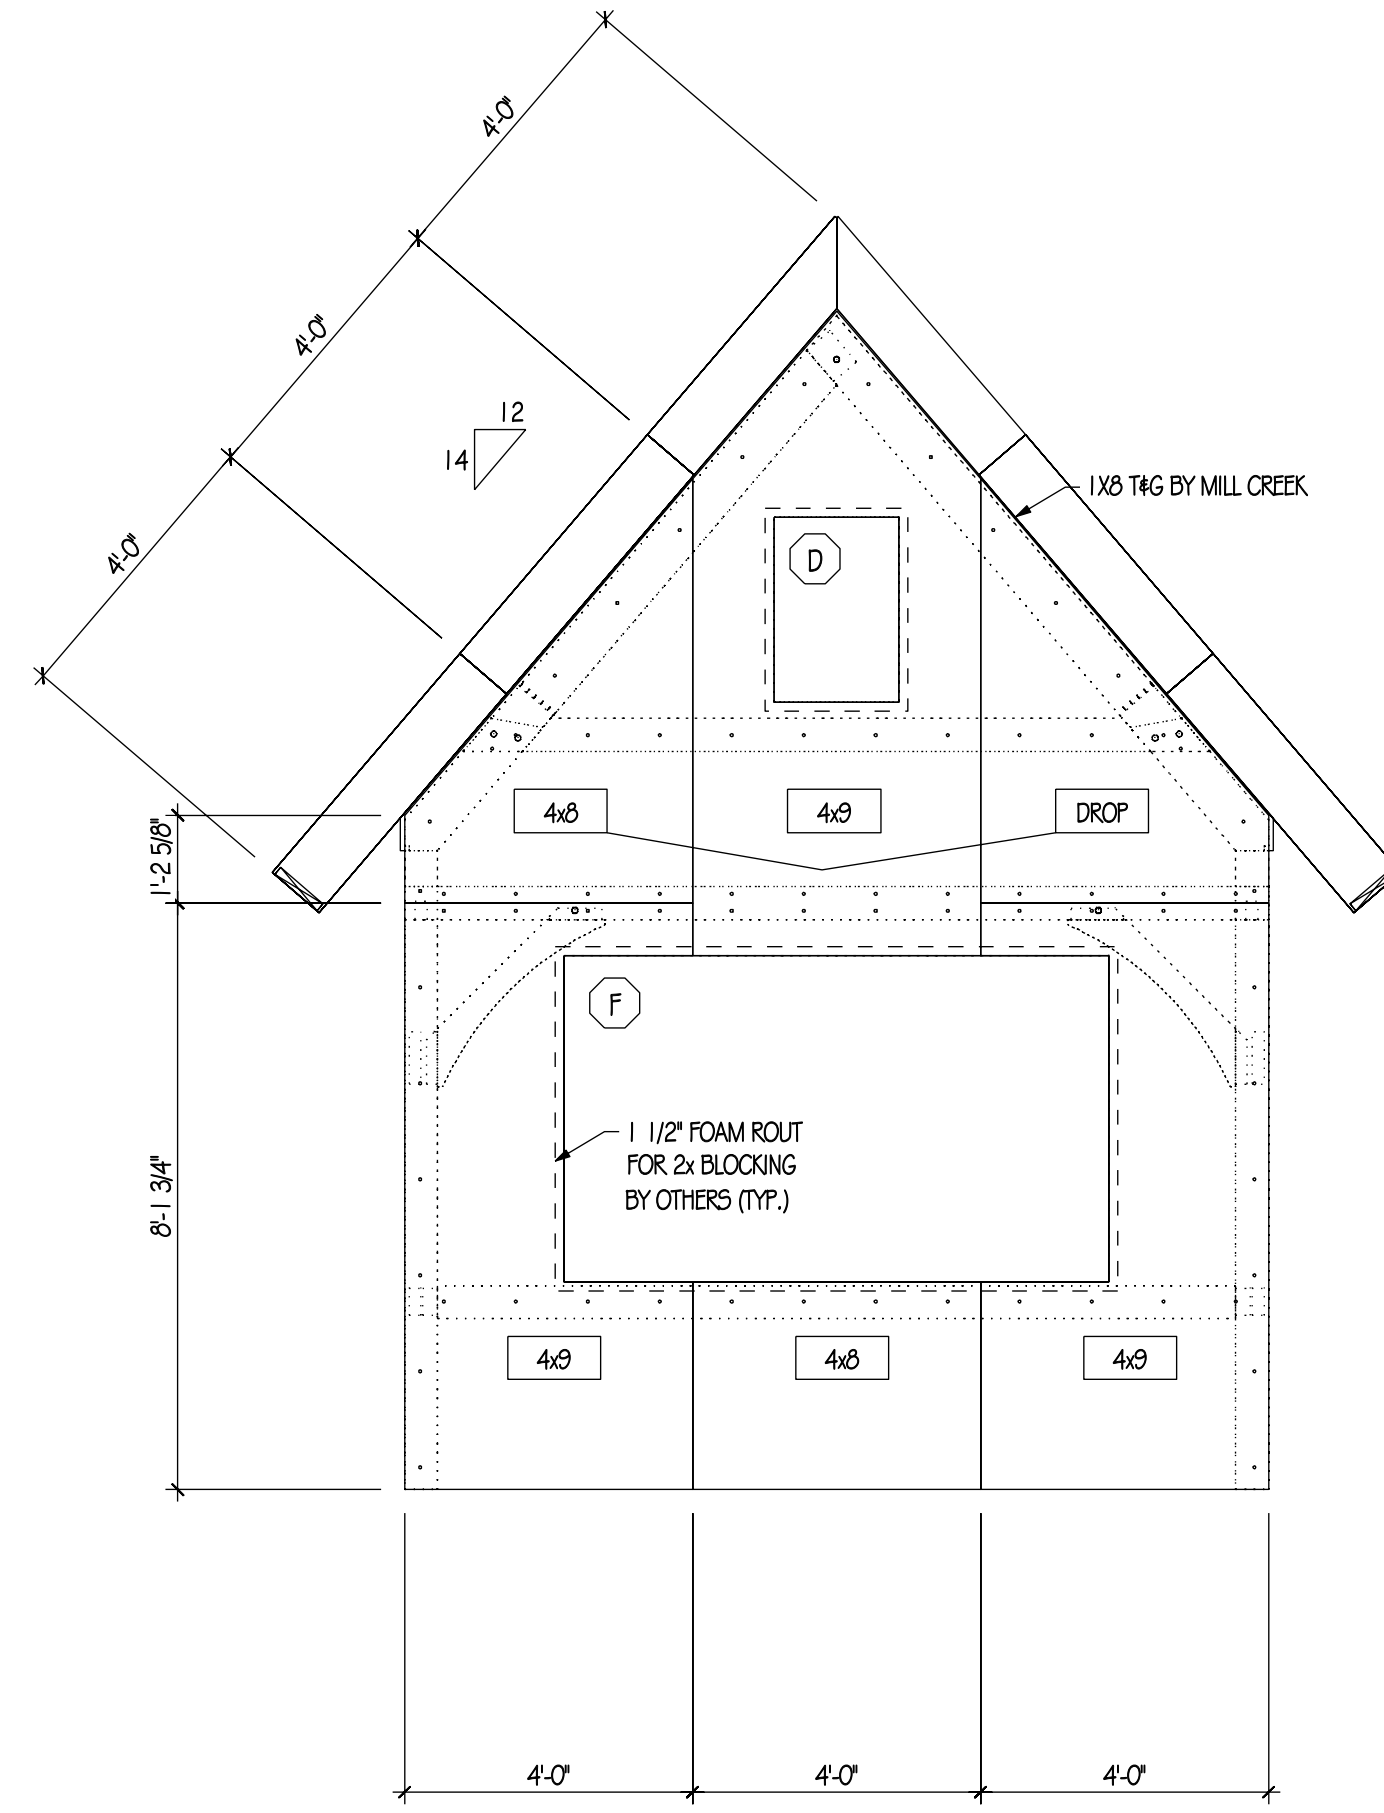 4'-0"
4'-0"
4'-0"
12
14
1X8 T&G BY MILL CREEK
D
4x8
4x9
DROP
1'-2 5/8"
F
1 1/2" FOAM ROUT
FOR 2x BLOCKING
BY OTHERS (TYP.)
8'-1 3/4"
4x9
4x8
4x9
4'-0"
4'-0"
4'-0"